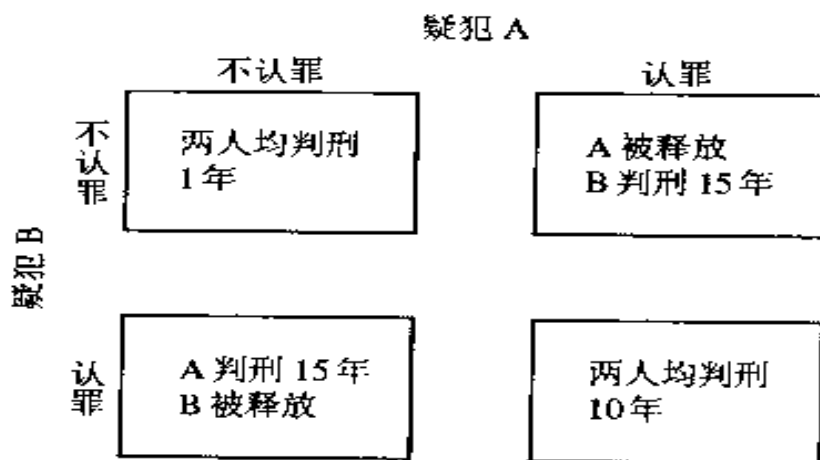 疑犯 A
不认罪
认罪
不认罪
两人均判刑
1年
A 被释放
B 判刑 15 年
疑犯 B
认罪
A 判刑 15 年
B 被释放
两人均判刑
10年